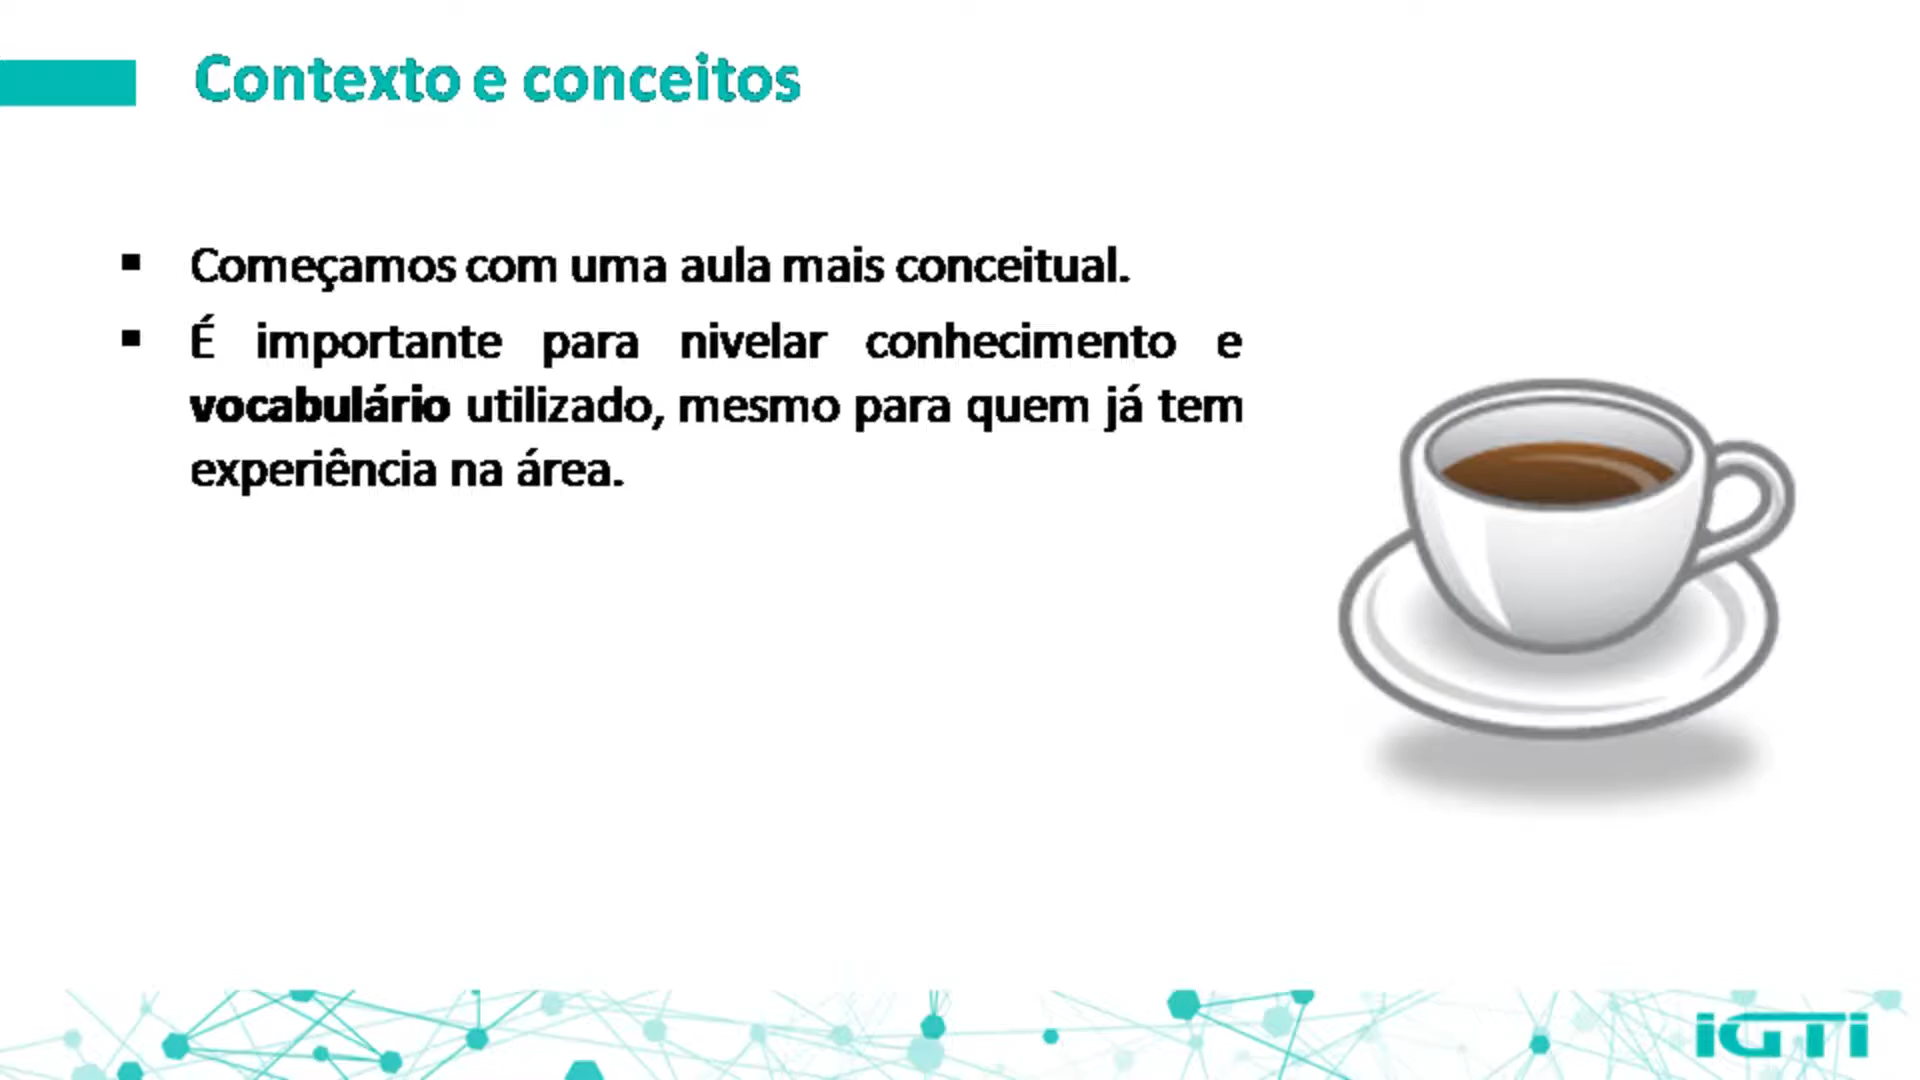 Contexto e conceitos
▪ Começamos com uma aula mais conceitual.
▪ É importante para nivelar conhecimento e
vocabulário utilizado, mesmo para quem já tem
experiência na área.
iGTi